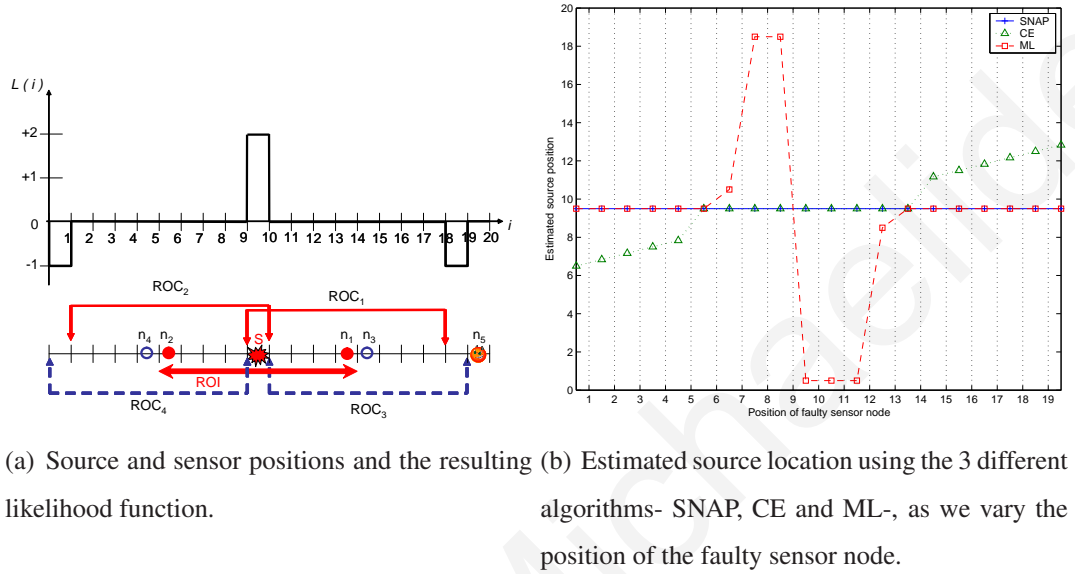 L(i)
+2
+1
0
-1
1 2 3 4 5 6 7 8 9 10 11 12 13 14 15 16 17 18 19 20 i
ROC2
ROC1
n4 n2 S n1 n3 n5
ROI
ROC4
ROC3
Estimated source position
20
18
16
14
12
10
8
6
4
2
0
SNAP
CE
ML
1 2 3 4 5 6 7 8 9 10 11 12 13 14 15 16 17 18 19
Position of faulty sensor node
(a) Source and sensor positions and the resulting
likelihood function.
(b) Estimated source location using the 3 different
algorithms- SNAP, CE and ML-, as we vary the
position of the faulty sensor node.